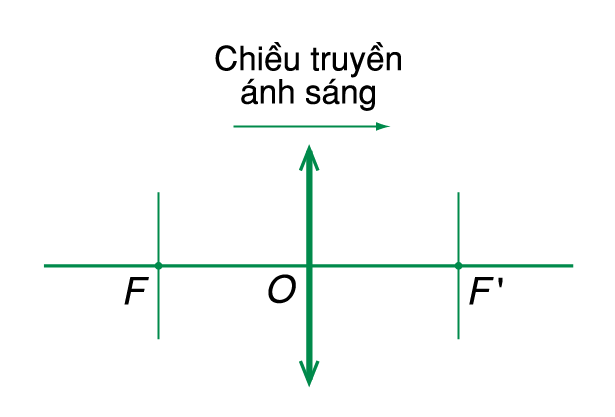 Chiều truyền
ánh sáng
F
O
F'